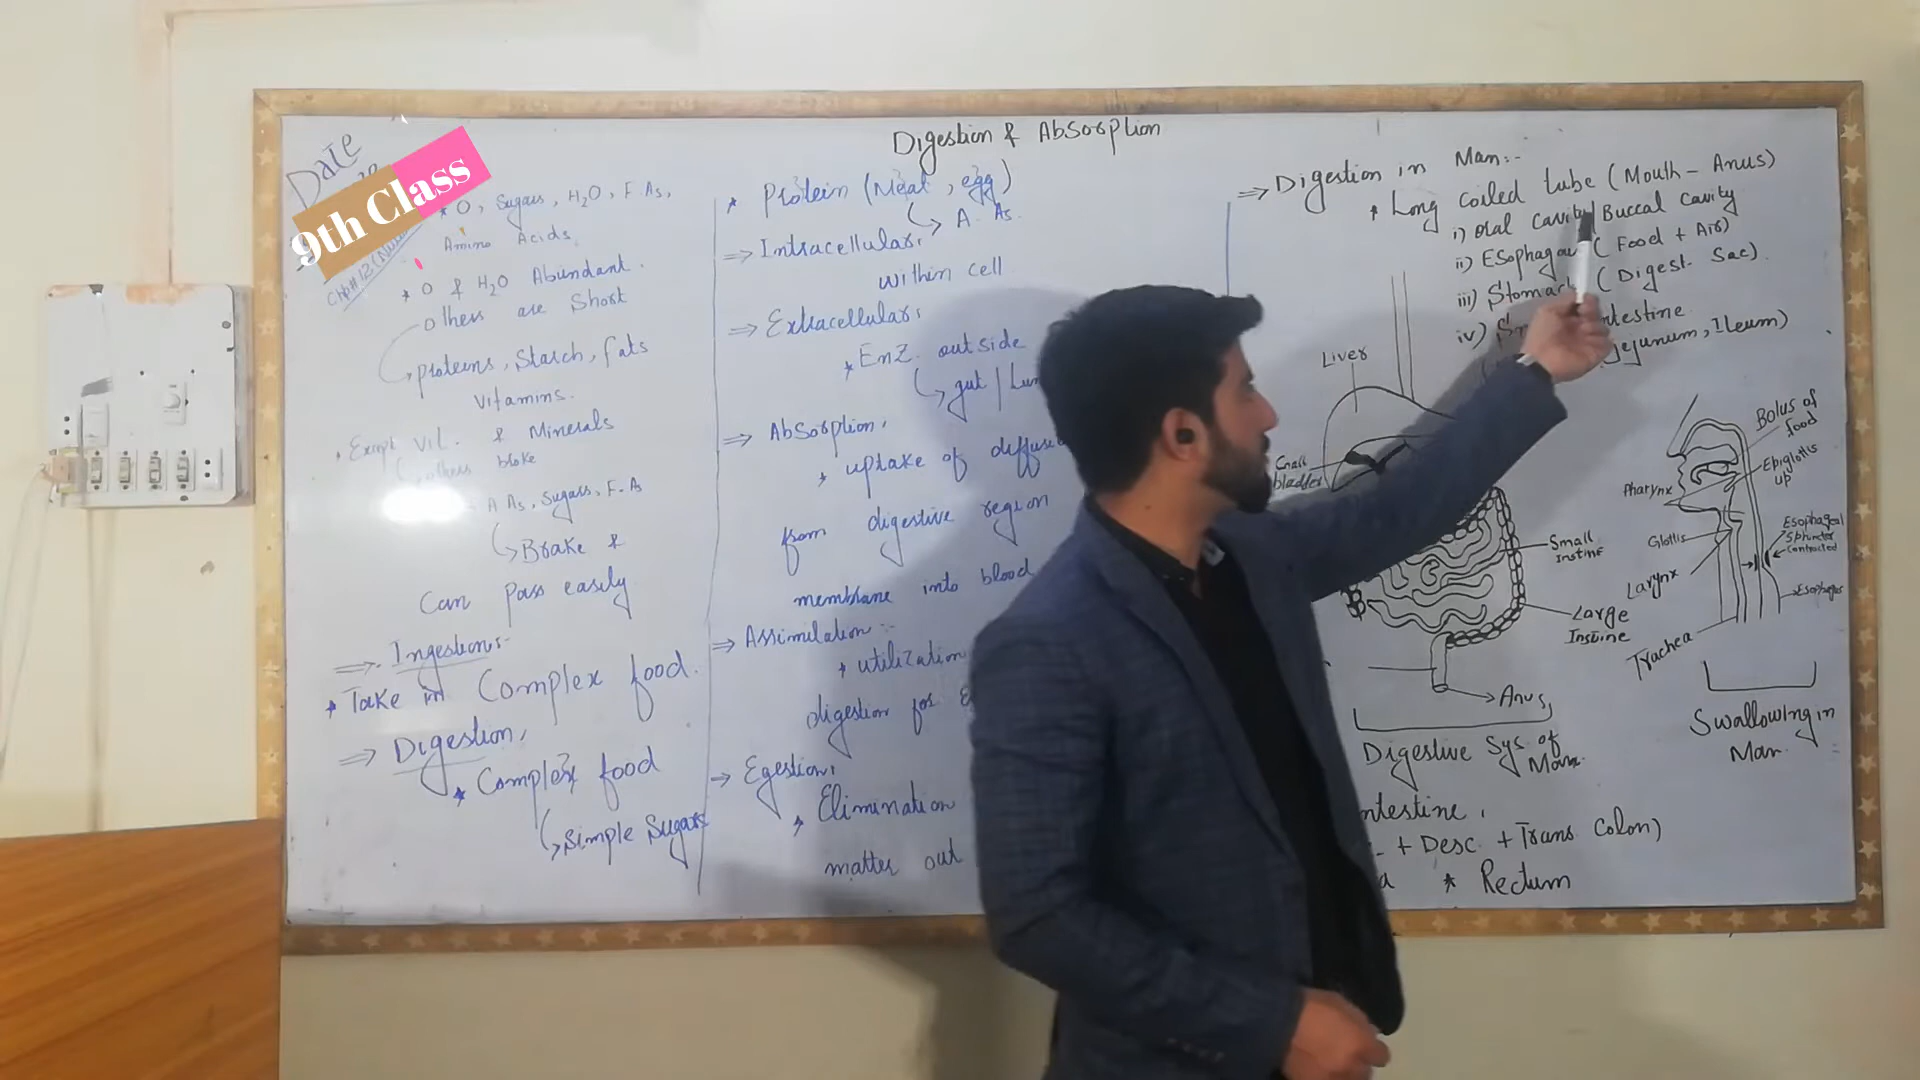 Digestion & Absorption
Date
9th Class
O, Sugars, H2O, F.As,
Amino Acids
* O & H2O Abundant.
others are Short
proteins, Starch, fats
vitamins.
Except Vit. & Minerals
others broke
A As, Sugars, F.As
Brake &
Can Pass easily
⇒ Ingestion:-
* Take in Complex food.
⇒ Digestion,
* Complex food
Simple Sugars
* Protein (Meat, egg)
A. As.
⇒ Intracellular,
within cell
⇒ Extracellular,
* Enz. outside
gut /
⇒ Absorption,
* uptake of
from digestive region
membrane into blood
⇒ Assimilation:-
* utilization
digestion for
⇒ Egestion,
* Elimination
matter out
⇒ Digestion in Man:-
* Long coiled tube (Mouth - Anus)
i) Oral cavity/Buccal cavity
ii) (Food + Air)
iii) (Digest. Sac)
iv)
Jejunum, Ileum)
Liver
bladder
Small
Instine
Large
Instine
Anus,
Digestive Sys. of
Man
Bolus of
food
Epiglottis
up
Pharynx
Glottis
Esophageal
Sphincter
contracted
Larynx
Esophagus
Trachea
Swallowing in
Man
ntestine,
+ Desc. + Trans Colon)
* Rectum